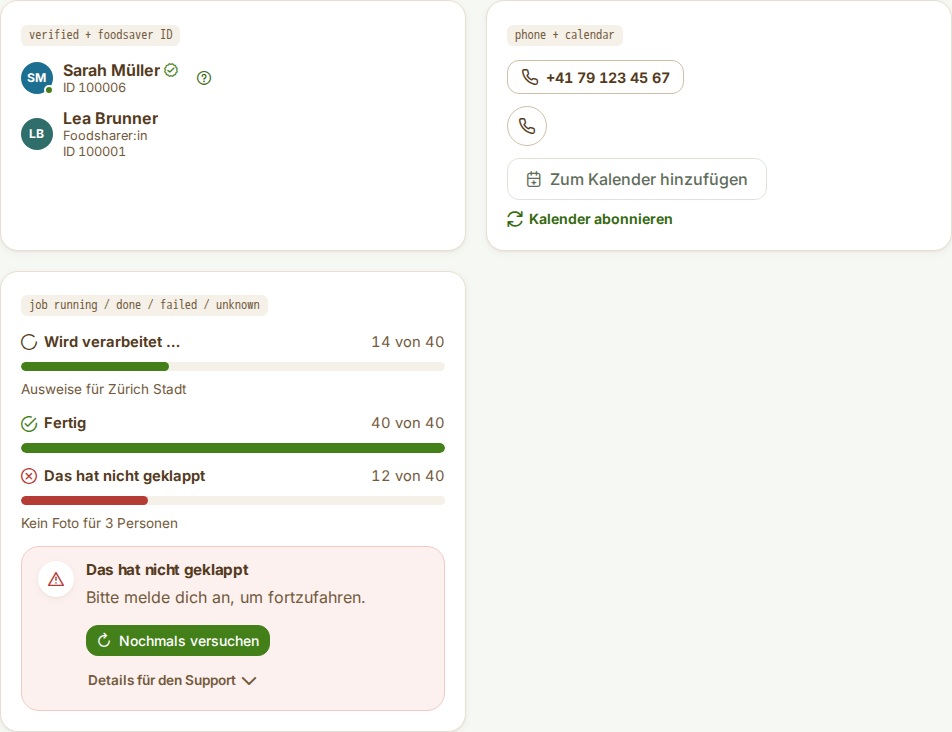 verified + foodsaver ID
SM
Sarah Müller
ID 100006
LB
Lea Brunner
Foodsharer:in
ID 100001
phone + calendar
+41 79 123 45 67
Zum Kalender hinzufügen
Kalender abonnieren
job running / done / failed / unknown
Wird verarbeitet ... 14 von 40
Ausweise für Zürich Stadt
Fertig 40 von 40
Das hat nicht geklappt 12 von 40
Kein Foto für 3 Personen
Das hat nicht geklappt
Bitte melde dich an, um fortzufahren.
Nochmals versuchen
Details für den Support